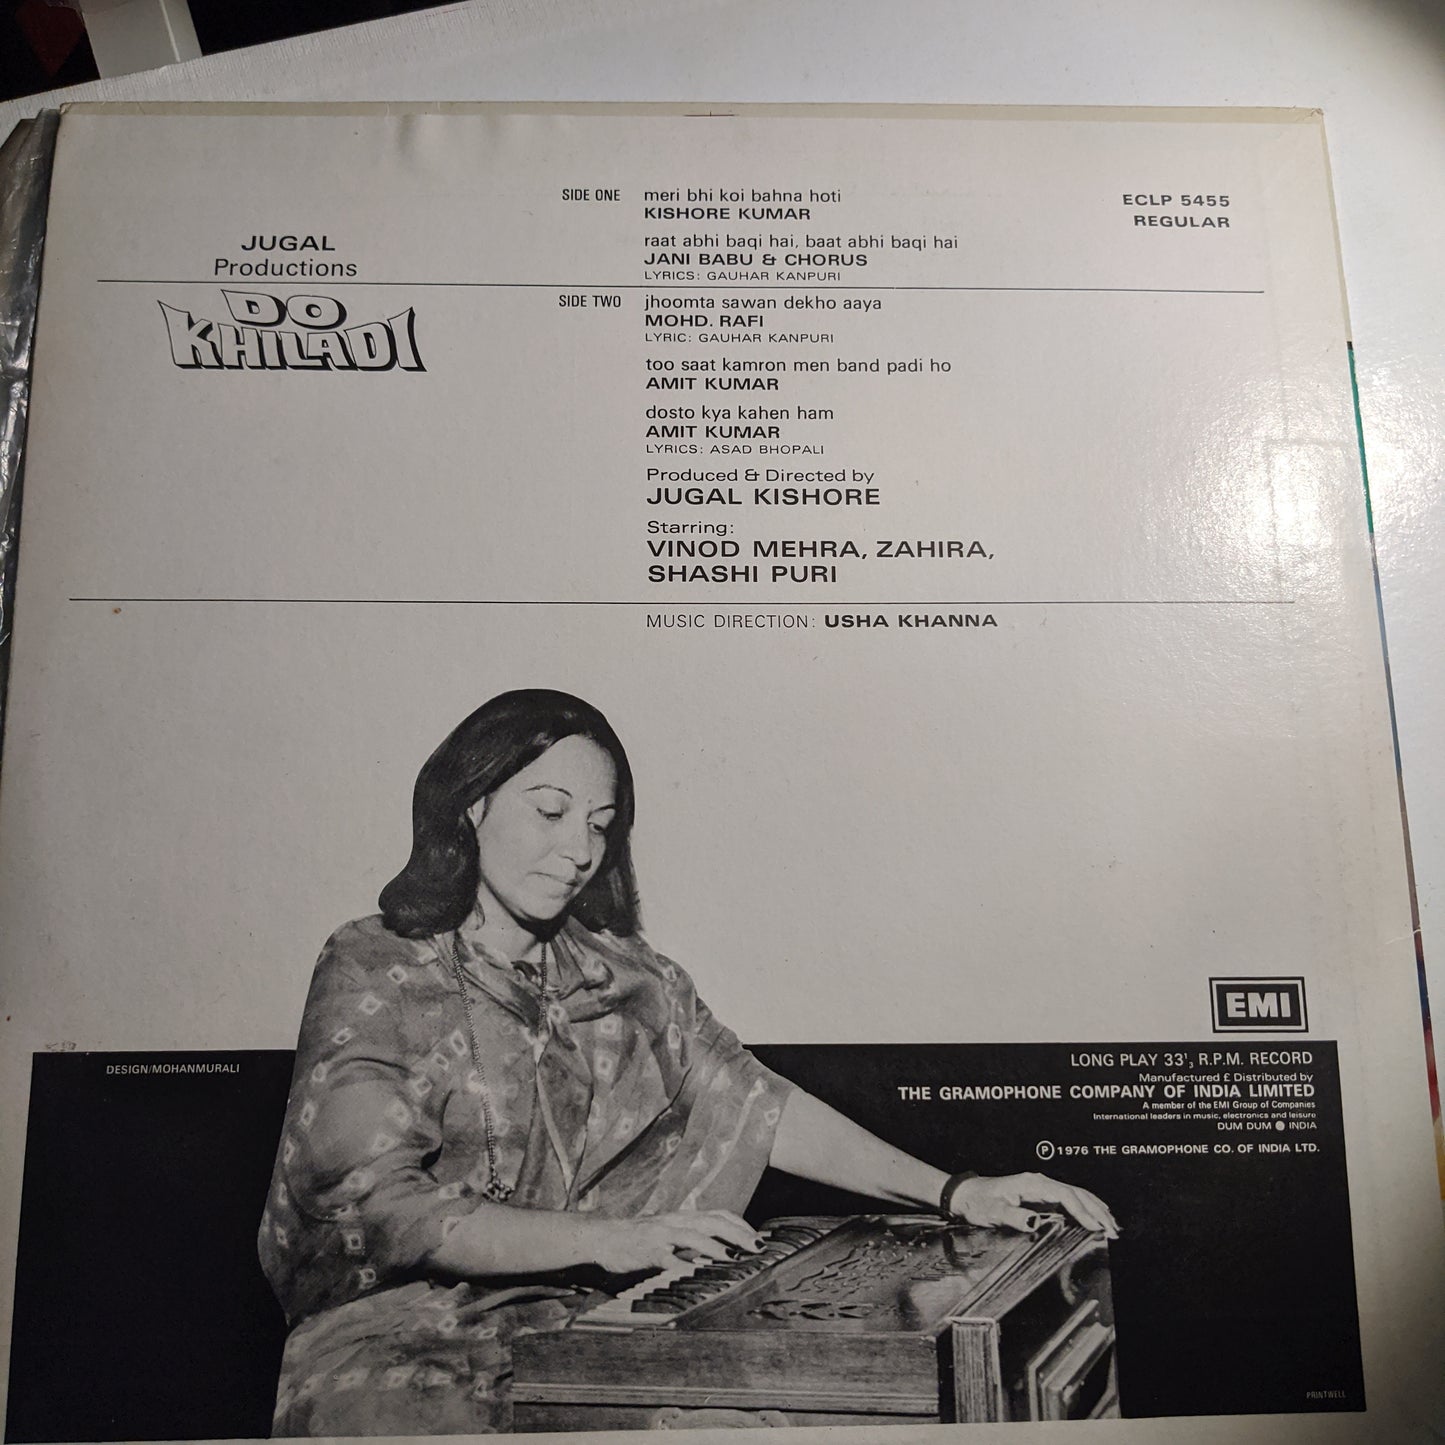 JUGAL
Productions
DO
KHILADI
SIDE ONE
meri bhi koi bahna hoti
KISHORE KUMAR
raat abhi baqi hai, baat abhi baqi hai
JANI BABU & CHORUS
LYRICS: GAUHAR KANPURI
ECLP 5455
REGULAR
SIDE TWO
jhoomta sawan dekho aaya
MOHD. RAFI
LYRIC: GAUHAR KANPURI
too saat kamron men band padi ho
AMIT KUMAR
dosto kya kahen ham
AMIT KUMAR
LYRICS: ASAD BHOPALI
Produced & Directed by
JUGAL KISHORE
Starring:
VINOD MEHRA, ZAHIRA,
SHASHI PURI
MUSIC DIRECTION: USHA KHANNA
EMI
DESIGN/MOHANMURALI
LONG PLAY 33⅓ R.P.M. RECORD
Manufactured £ Distributed by
THE GRAMOPHONE COMPANY OF INDIA LIMITED
A member of the EMI Group of Companies
International leaders in music, electronics and leisure
DUM DUM ● INDIA
℗ 1976 THE GRAMOPHONE CO. OF INDIA LTD.
PRINTWELL